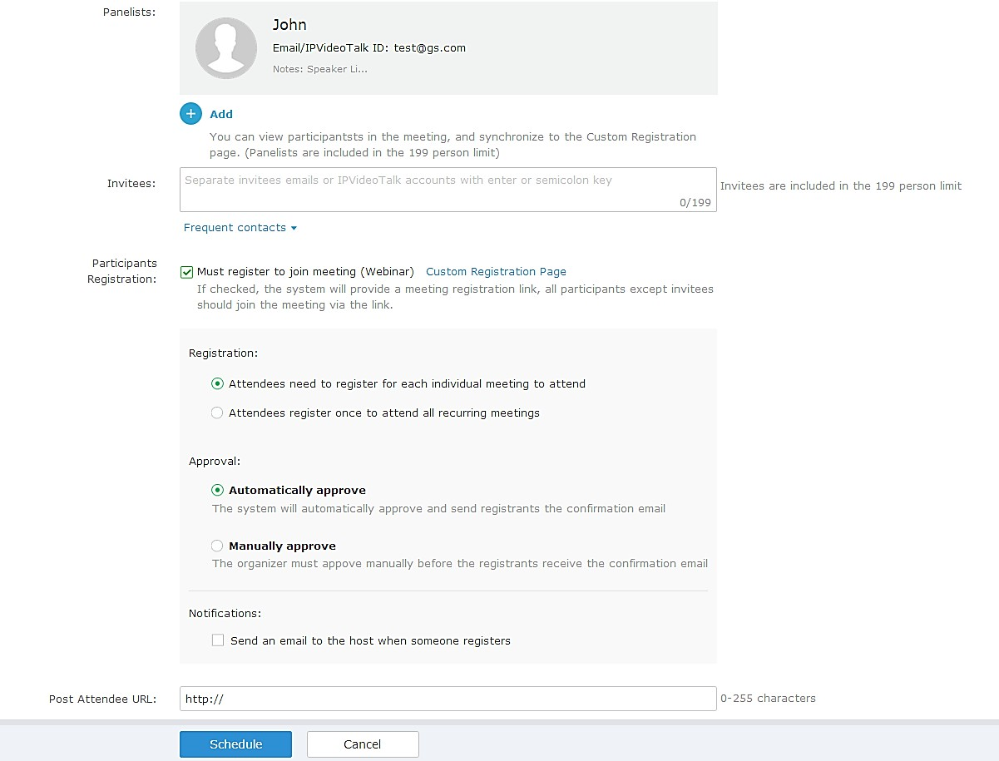 Panelists:
John
Email/IPVideoTalk ID: test@gs.com
Notes: Speaker Li...
Add
You can view participantsts in the meeting, and synchronize to the Custom Registration
page. (Panelists are included in the 199 person limit)
Invitees:
Separate invitees emails or IPVideoTalk accounts with enter or semicolon key
0/199
Invitees are included in the 199 person limit
Frequent contacts
Participants
Registration:
Must register to join meeting (Webinar) Custom Registration Page
If checked, the system will provide a meeting registration link, all participants except invitees
should join the meeting via the link.
Registration:
Attendees need to register for each individual meeting to attend
Attendees register once to attend all recurring meetings
Approval:
Automatically approve
The system will automatically approve and send registrants the confirmation email
Manually approve
The organizer must appove manually before the registrants receive the confirmation email
Notifications:
Send an email to the host when someone registers
Post Attendee URL:
http://
0-255 characters
Schedule
Cancel